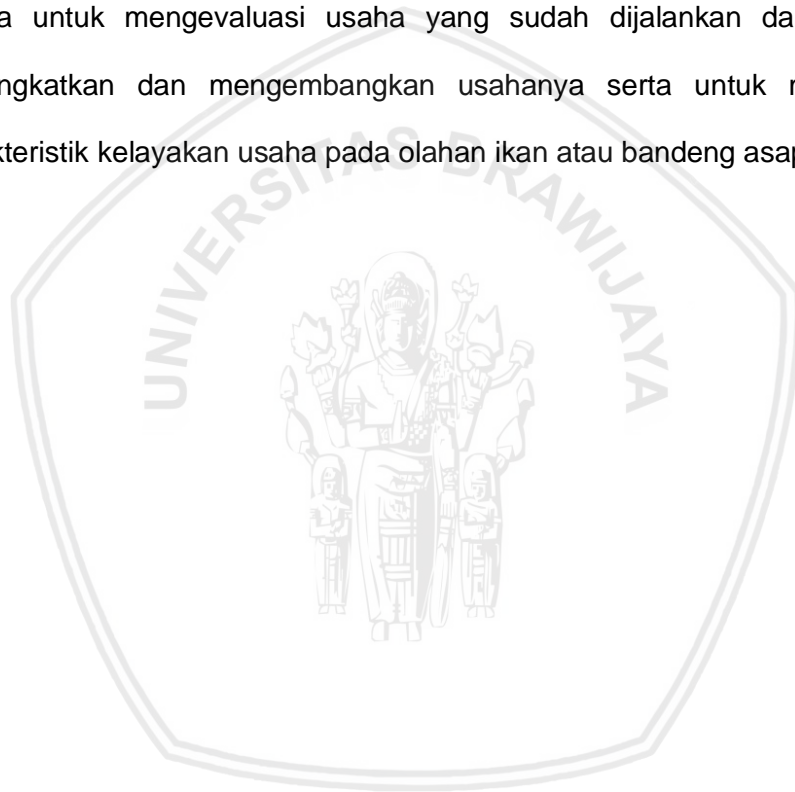 a untuk mengevaluasi usaha yang sudah dijalankan da
ngkatkan dan mengembangkan usahanya serta untuk
kteristik kelayakan usaha pada olahan ikan atau bandeng asap
UNIVERSITAS BRAWIJAYA